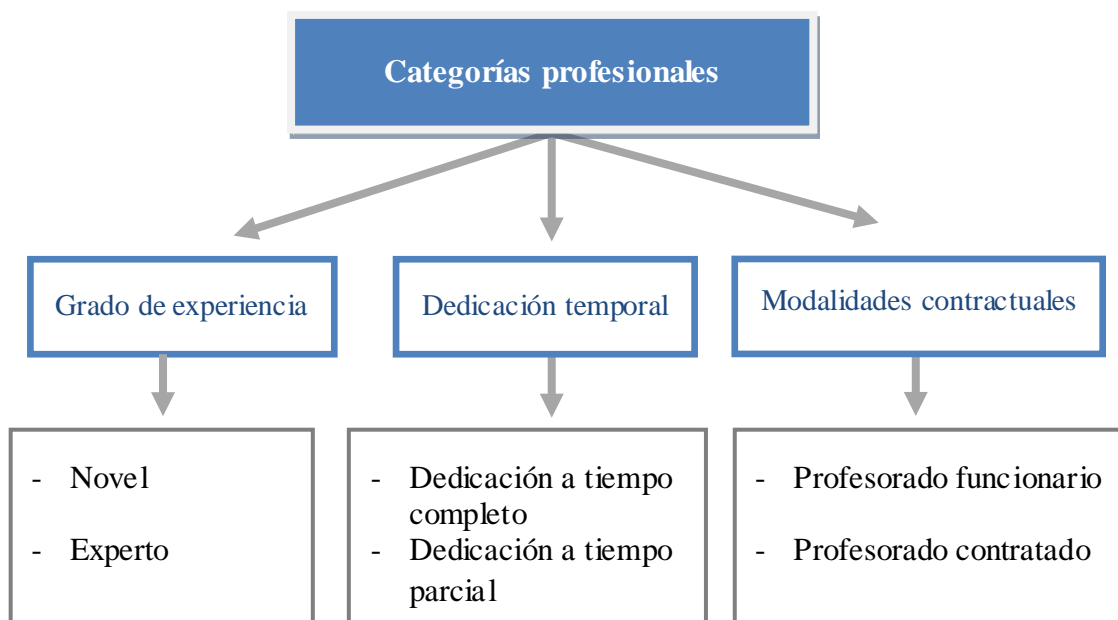 Categorías profesionales
Grado de experiencia
Dedicación temporal
Modalidades contractuales
- Novel
- Experto
- Dedicación a tiempo
completo
- Dedicación a tiempo
parcial
- Profesorado funcionario
- Profesorado contratado